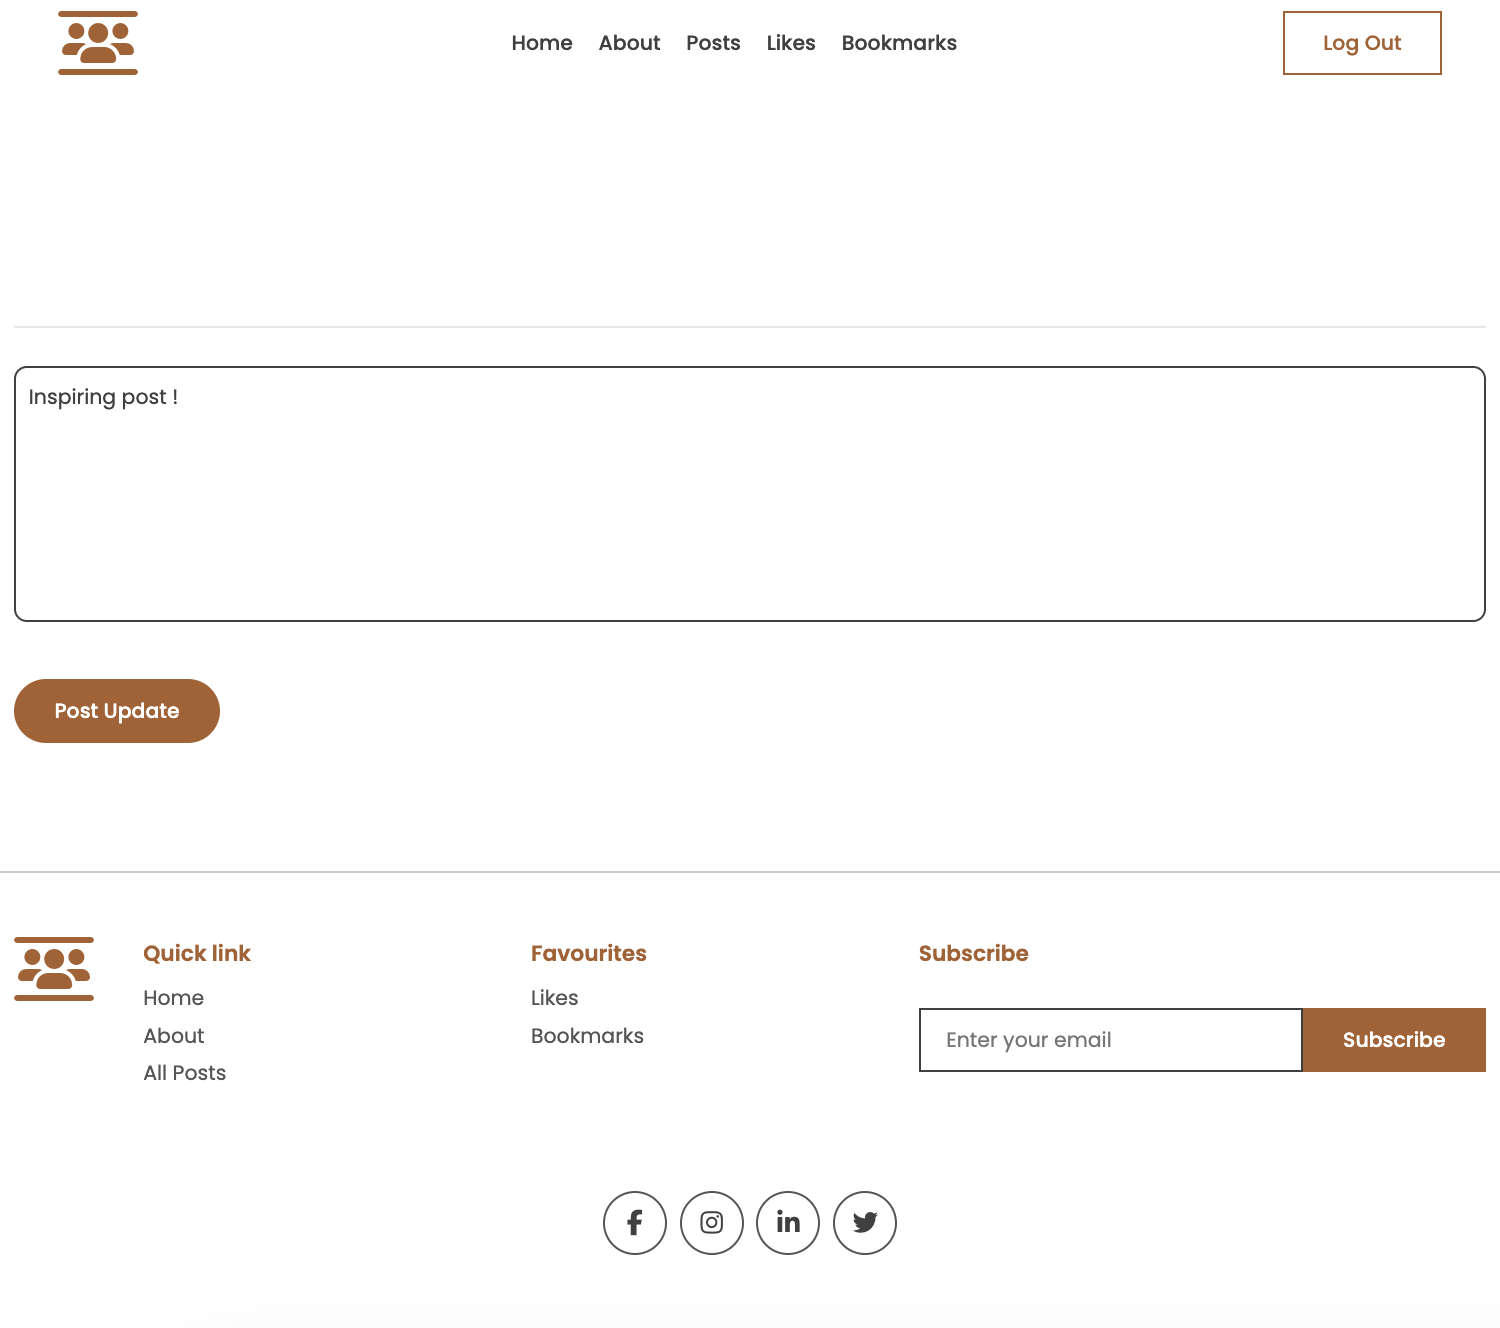 Home About Posts Likes Bookmarks Log Out
Inspiring post !
Post Update
Quick link
Home
About
All Posts
Favourites
Likes
Bookmarks
Subscribe
Enter your email Subscribe